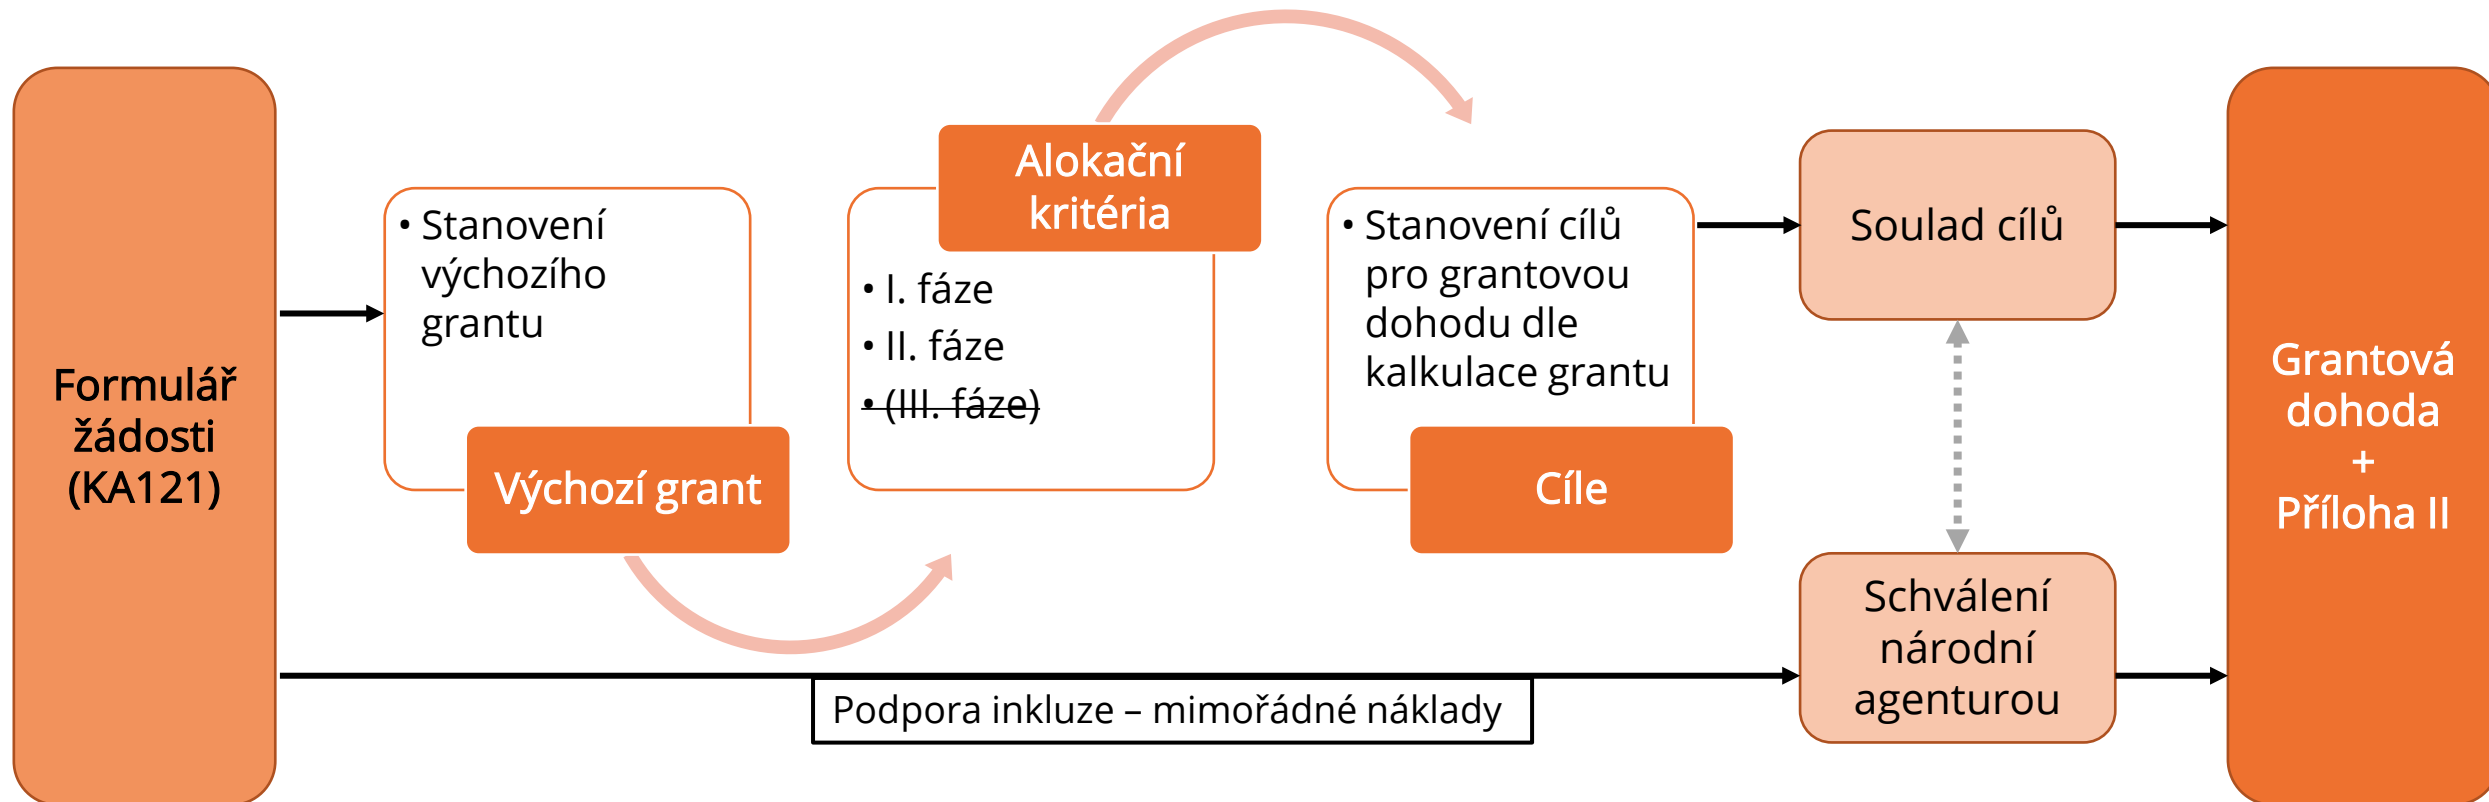 Formulář
žádosti
(KA121)
• Stanovení
výchozího
grantu
Výchozí grant
Alokační
kritéria
• I. fáze
• II. fáze
• (III. fáze)
• Stanovení cílů
pro grantovou
dohodu dle
kalkulace grantu
Cíle
Soulad cílů
Podpora inkluze – mimořádné náklady
Schválení
národní
agenturou
Grantová
dohoda
+
Příloha II